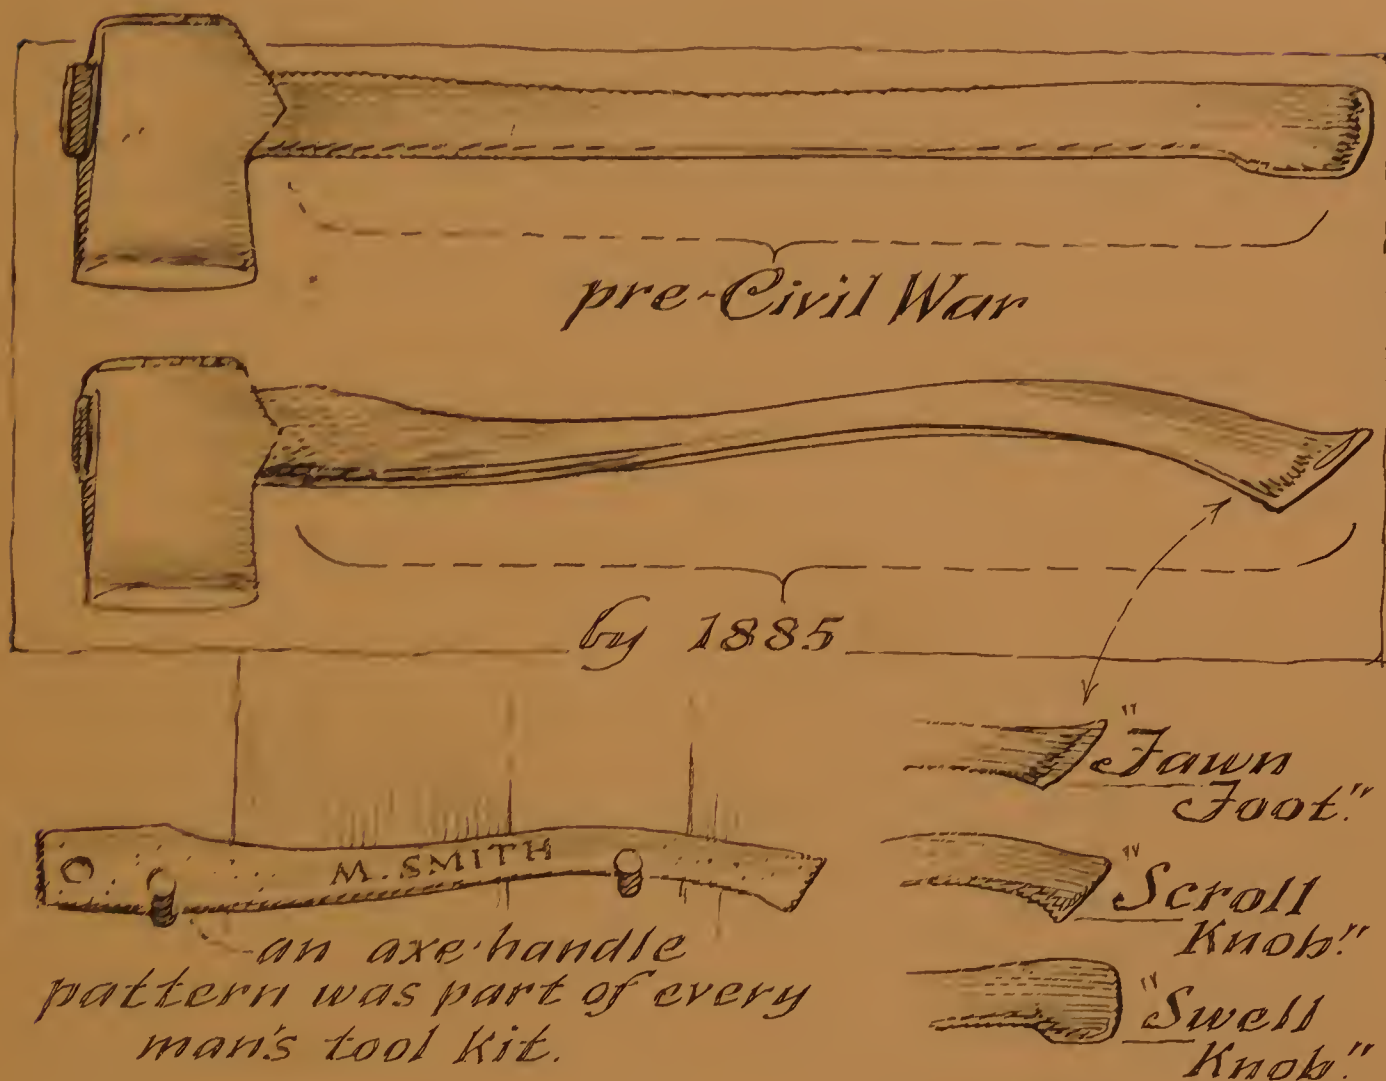 pre-Civil War
by 1885
M. SMITH
an axe-handle
pattern was part of every
man's tool kit.
"Fawn
Foot."
"Scroll
Knob."
"Swell
Knob."